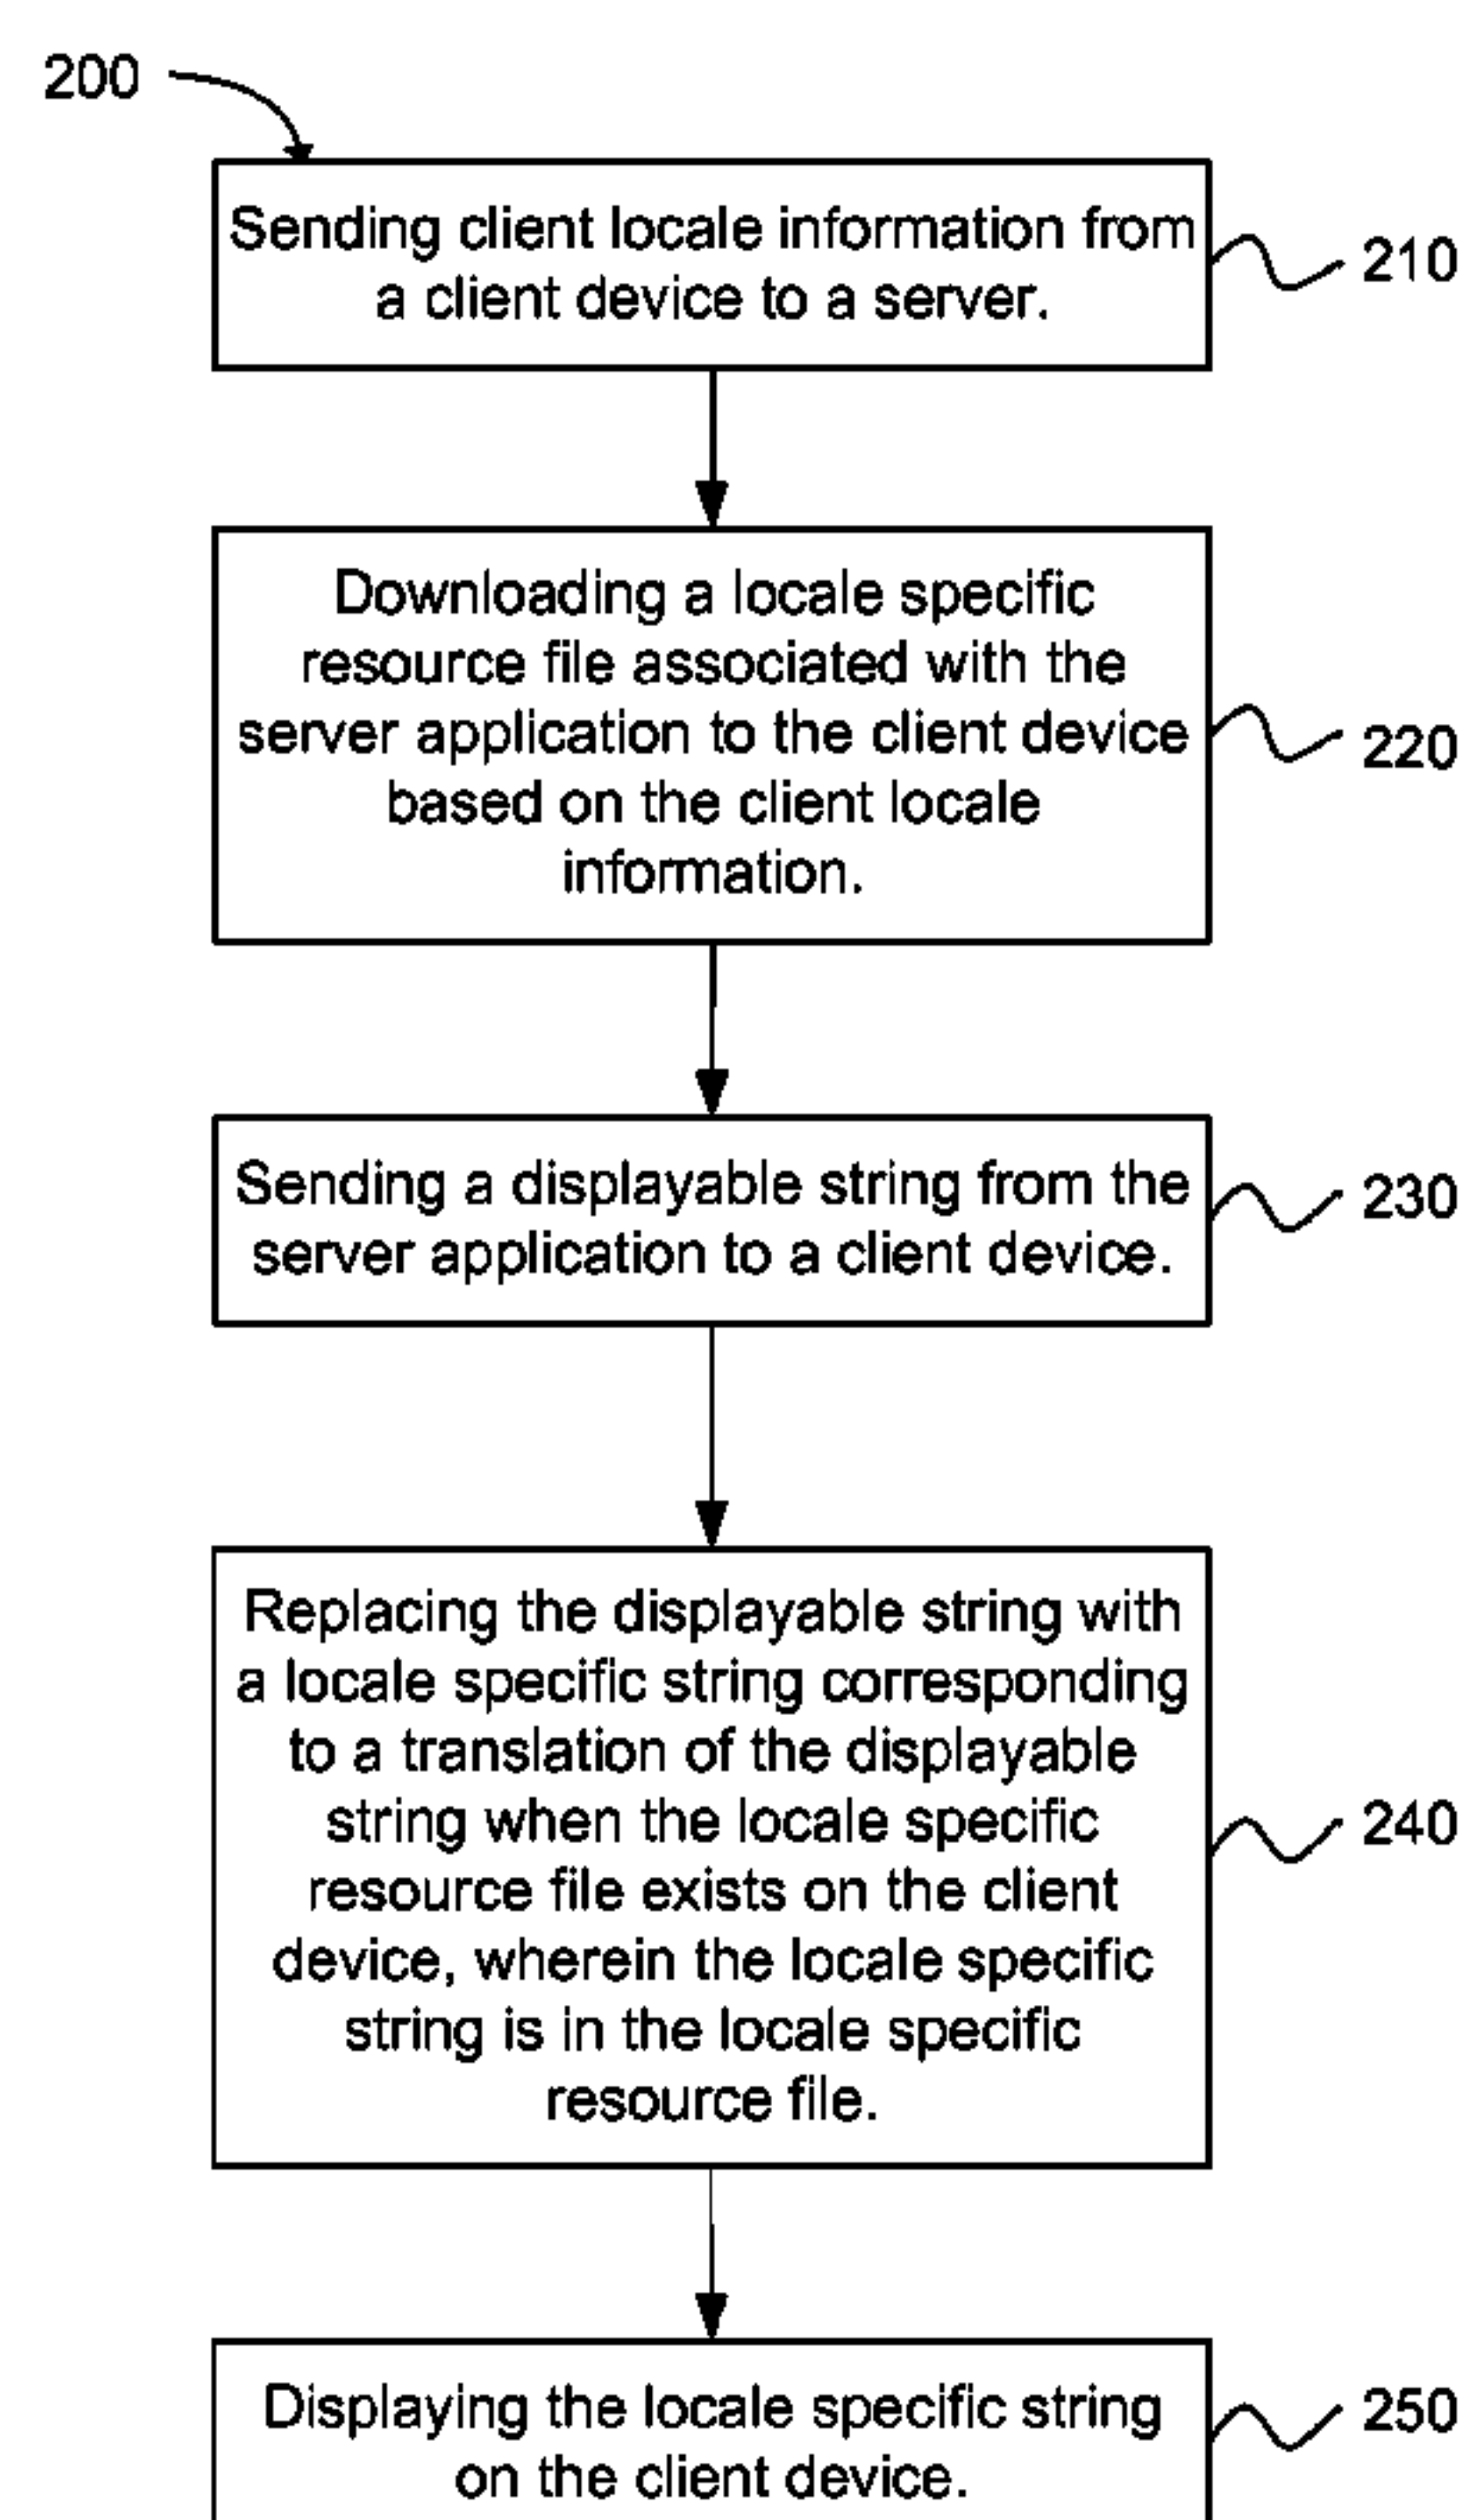 200
Sending client locale information from
a client device to a server.
210
Downloading a locale specific
resource file associated with the
server application to the client device
based on the client locale
information.
220
Sending a displayable string from the
server application to a client device.
230
Replacing the displayable string with
a locale specific string corresponding
to a translation of the displayable
string when the locale specific
resource file exists on the client
device, wherein the locale specific
string is in the locale specific
resource file.
240
Displaying the locale specific string
on the client device.
250